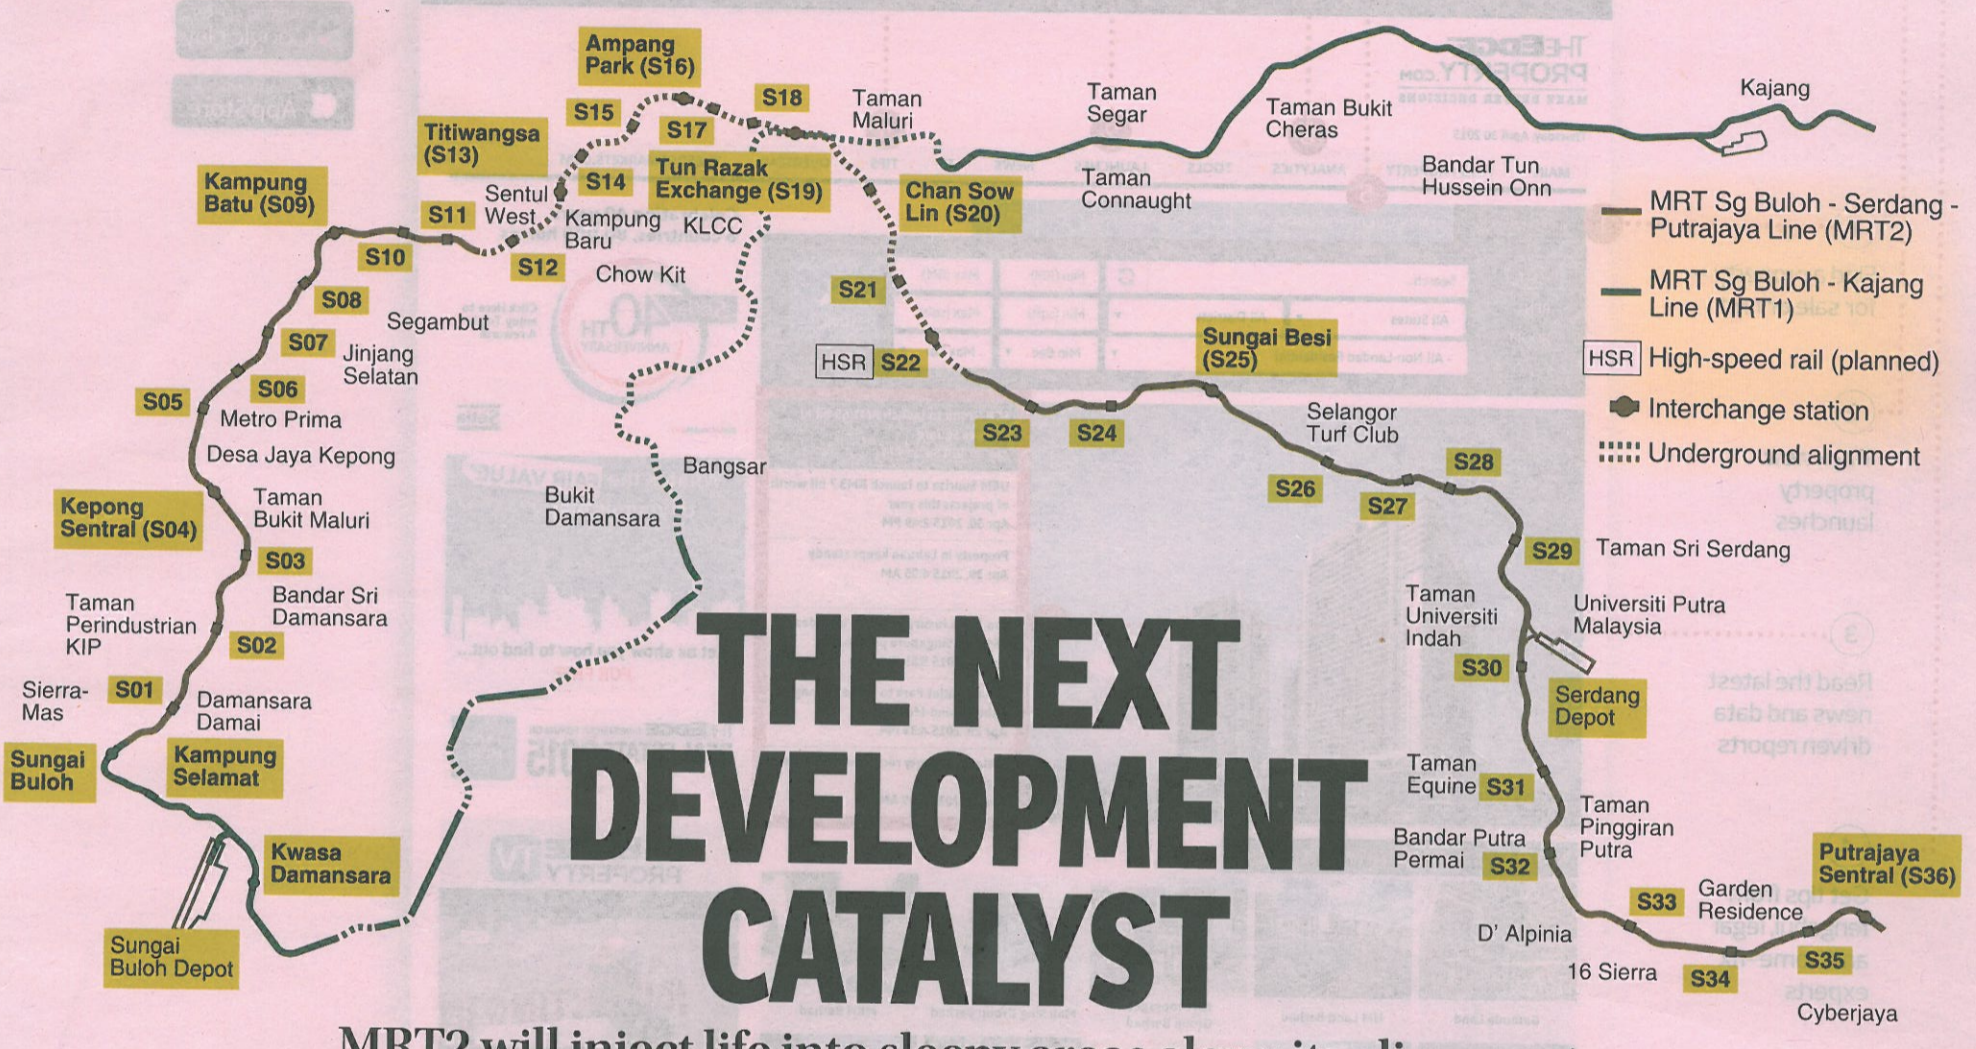 Ampang
Park (S16)
S15
S17
S18
Titiwangsa
(S13)
S14
Tun Razak
Exchange (S19)
Taman
Maluri
Taman
Segar
Taman Bukit
Cheras
Kajang
Kampung
Batu (S09)
S10
S11
Sentul
West
S12
Kampung
Baru
KLCC
Chow Kit
Chan Sow
Lin (S20)
Taman
Connaught
Bandar Tun
Hussein Onn
MRT Sg Buloh - Serdang -
Putrajaya Line (MRT2)
MRT Sg Buloh - Kajang
Line (MRT1)
HSR High-speed rail (planned)
Interchange station
Underground alignment
S08
Segambut
S07
Jinjang
Selatan
S06
S05
Metro Prima
Desa Jaya Kepong
S21
HSR S22
S23
S24
Sungai Besi
(S25)
Selangor
Turf Club
S26
S27
S28
Kepong
Sentral (S04)
Taman
Bukit Maluri
S03
Bangsar
Bukit
Damansara
S29 Taman Sri Serdang
Taman
Perindustrian
KIP
Bandar Sri
Damansara
S02
Taman
Universiti
Indah
Universiti Putra
Malaysia
S30
Serdang
Depot
Sierra-
Mas
S01
Damansara
Damai
Sungai
Buloh
Kampung
Selamat
Kwasa
Damansara
Sungai
Buloh Depot
THE NEXT
DEVELOPMENT
CATALYST
Taman
Equine S31
Taman
Pinggiran
Putra
Bandar Putra
Permai S32
Putrajaya
Sentral (S36)
S33
Garden
Residence
D' Alpinia
16 Sierra
S34
S35
Cyberjaya